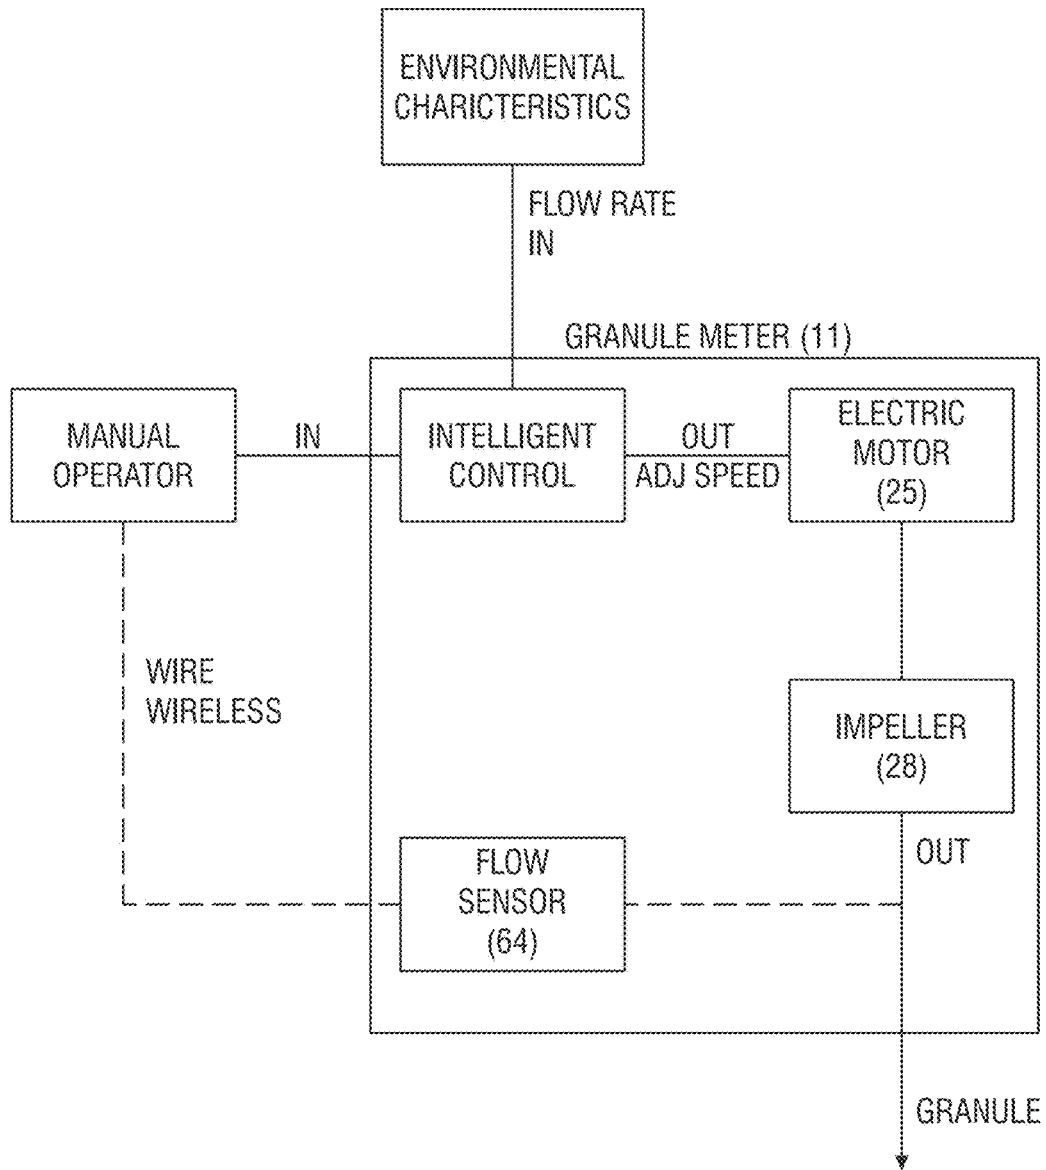 ENVIRONMENTAL
CHARICTERISTICS
FLOW RATE
IN
GRANULE METER (11)
MANUAL
OPERATOR
IN
INTELLIGENT
CONTROL
OUT
ADJ SPEED
ELECTRIC
MOTOR
(25)
WIRE
WIRELESS
IMPELLER
(28)
OUT
FLOW
SENSOR
(64)
GRANULE